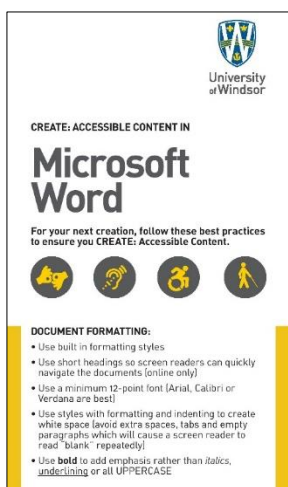 University
of Windsor
CREATE: ACCESSIBLE CONTENT IN
Microsoft
Word
For your next creation, follow these best practices
to ensure you CREATE: Accessible Content.
DOCUMENT FORMATTING:
• Use built in formatting styles
• Use short headings so screen readers can quickly
navigate the documents (online only)
• Use a minimum 12-point font (Arial, Calibri or
Verdana are best)
• Use styles with formatting and indenting to create
white space (avoid extra spaces, tabs and empty
paragraphs which will cause a screen reader to
read "blank" repeatedly)
• Use bold to add emphasis rather than italics,
underlining or all UPPERCASE